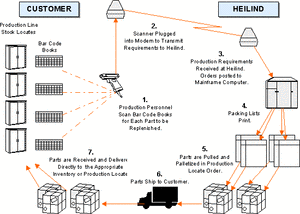 CUSTOMER
HEILIND
Production Line
Stock Locates
Bar Code
Books
2.
Scanner Plugged
into Modem to Transmit
Requirements to Heilind.
3.
Production Requirements
Received at Heilind.
Orders posted to
Mainframe Computer.
1.
Production Personnel
Scan Bar Code Books
for Each Part to be
Replenished.
4.
Packing Lists
Print.
5.
Parts are Pulled and
Palletized in Production
Locate Order.
6.
Parts Ship to Customer.
7.
Parts are Received and Delivered
Directly to the Appropriate
Inventory or Production Locate